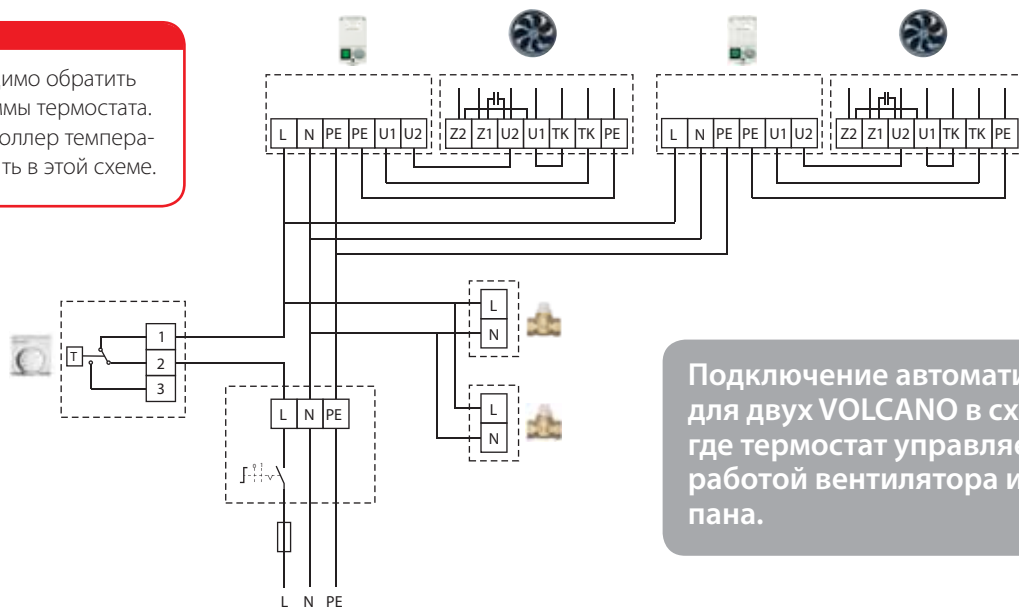 димо обратить
ммы термостата.
оллер темпера-
ть в этой схеме.
L N PE PE U1 U2
Z2 Z1 U2 U1 TK TK PE
L N PE PE U1 U2
Z2 Z1 U2 U1 TK TK PE
L
N
T
1
2
3
L
N
L N PE
L N PE
Подключение автомати
для двух VOLCANO в сх
где термостат управляе
работой вентилятора и
пана.